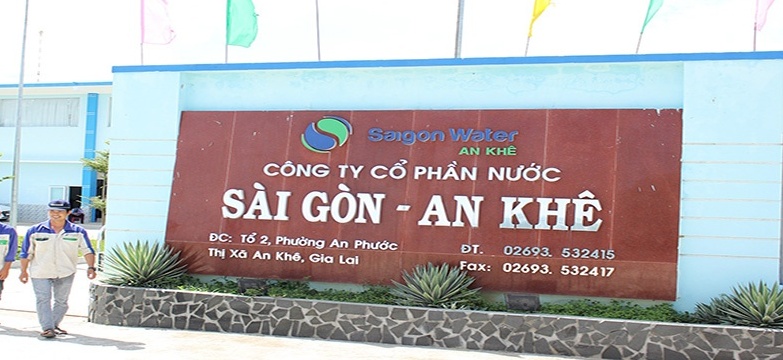 Saigon Water
AN KHÊ
CÔNG TY CỔ PHẦN NƯỚC
SÀI GÒN - AN KHÊ
ĐC: Tổ 2, Phường An Phước
Thị Xã An Khê, Gia Lai
ĐT. 02693. 532415
Fax: 02693. 532417